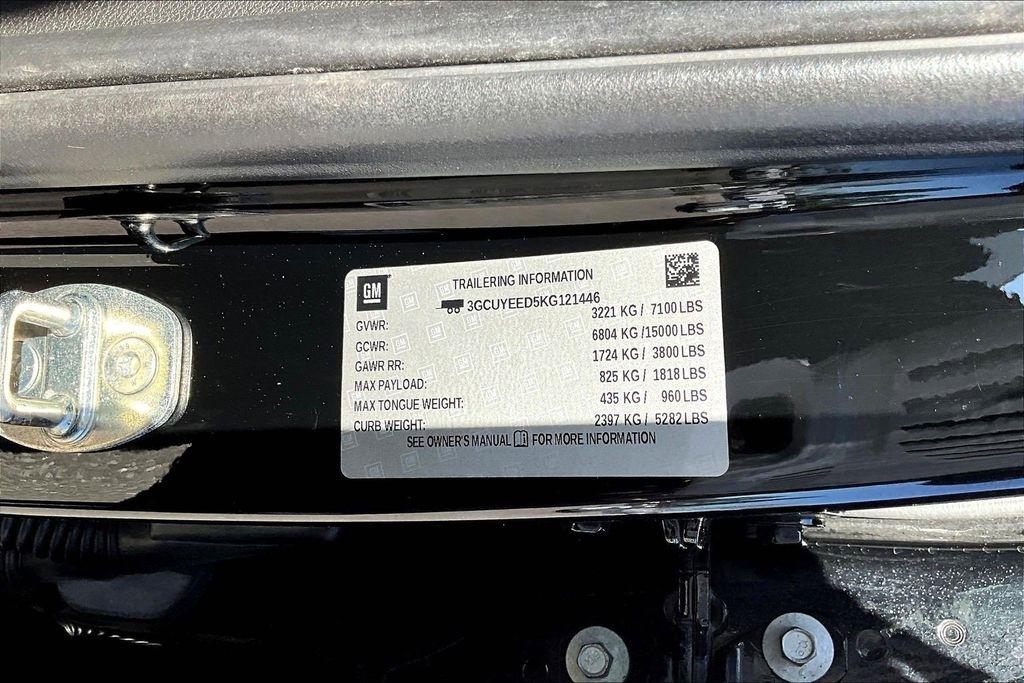 GM
TRAILERING INFORMATION
3GCUYEED5KG121446
GVWR: 3221 KG / 7100 LBS
GCWR: 6804 KG /15000 LBS
GAWR RR: 1724 KG / 3800 LBS
MAX PAYLOAD: 825 KG / 1818 LBS
MAX TONGUE WEIGHT: 435 KG / 960 LBS
CURB WEIGHT: 2397 KG / 5282 LBS
SEE OWNER'S MANUAL FOR MORE INFORMATION